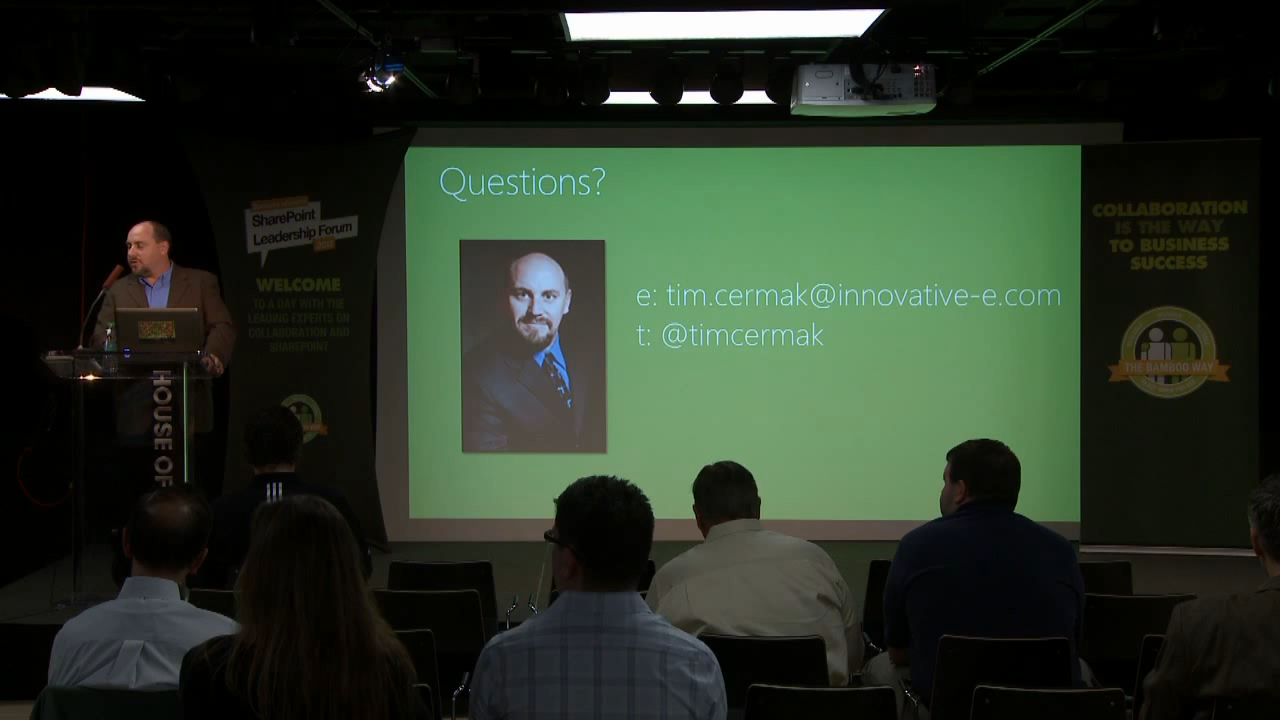 Questions?
e: tim.cermak@innovative-e.com
t: @timcermak
SharePoint
Leadership Forum
WELCOME
TO A DAY WITH THE
LEADING EXPERTS ON
COLLABORATION AND
SHAREPOINT
HOUSE OF
COLLABORATION
IS THE WAY
TO BUSINESS
SUCCESS
THE BAMBOO WAY